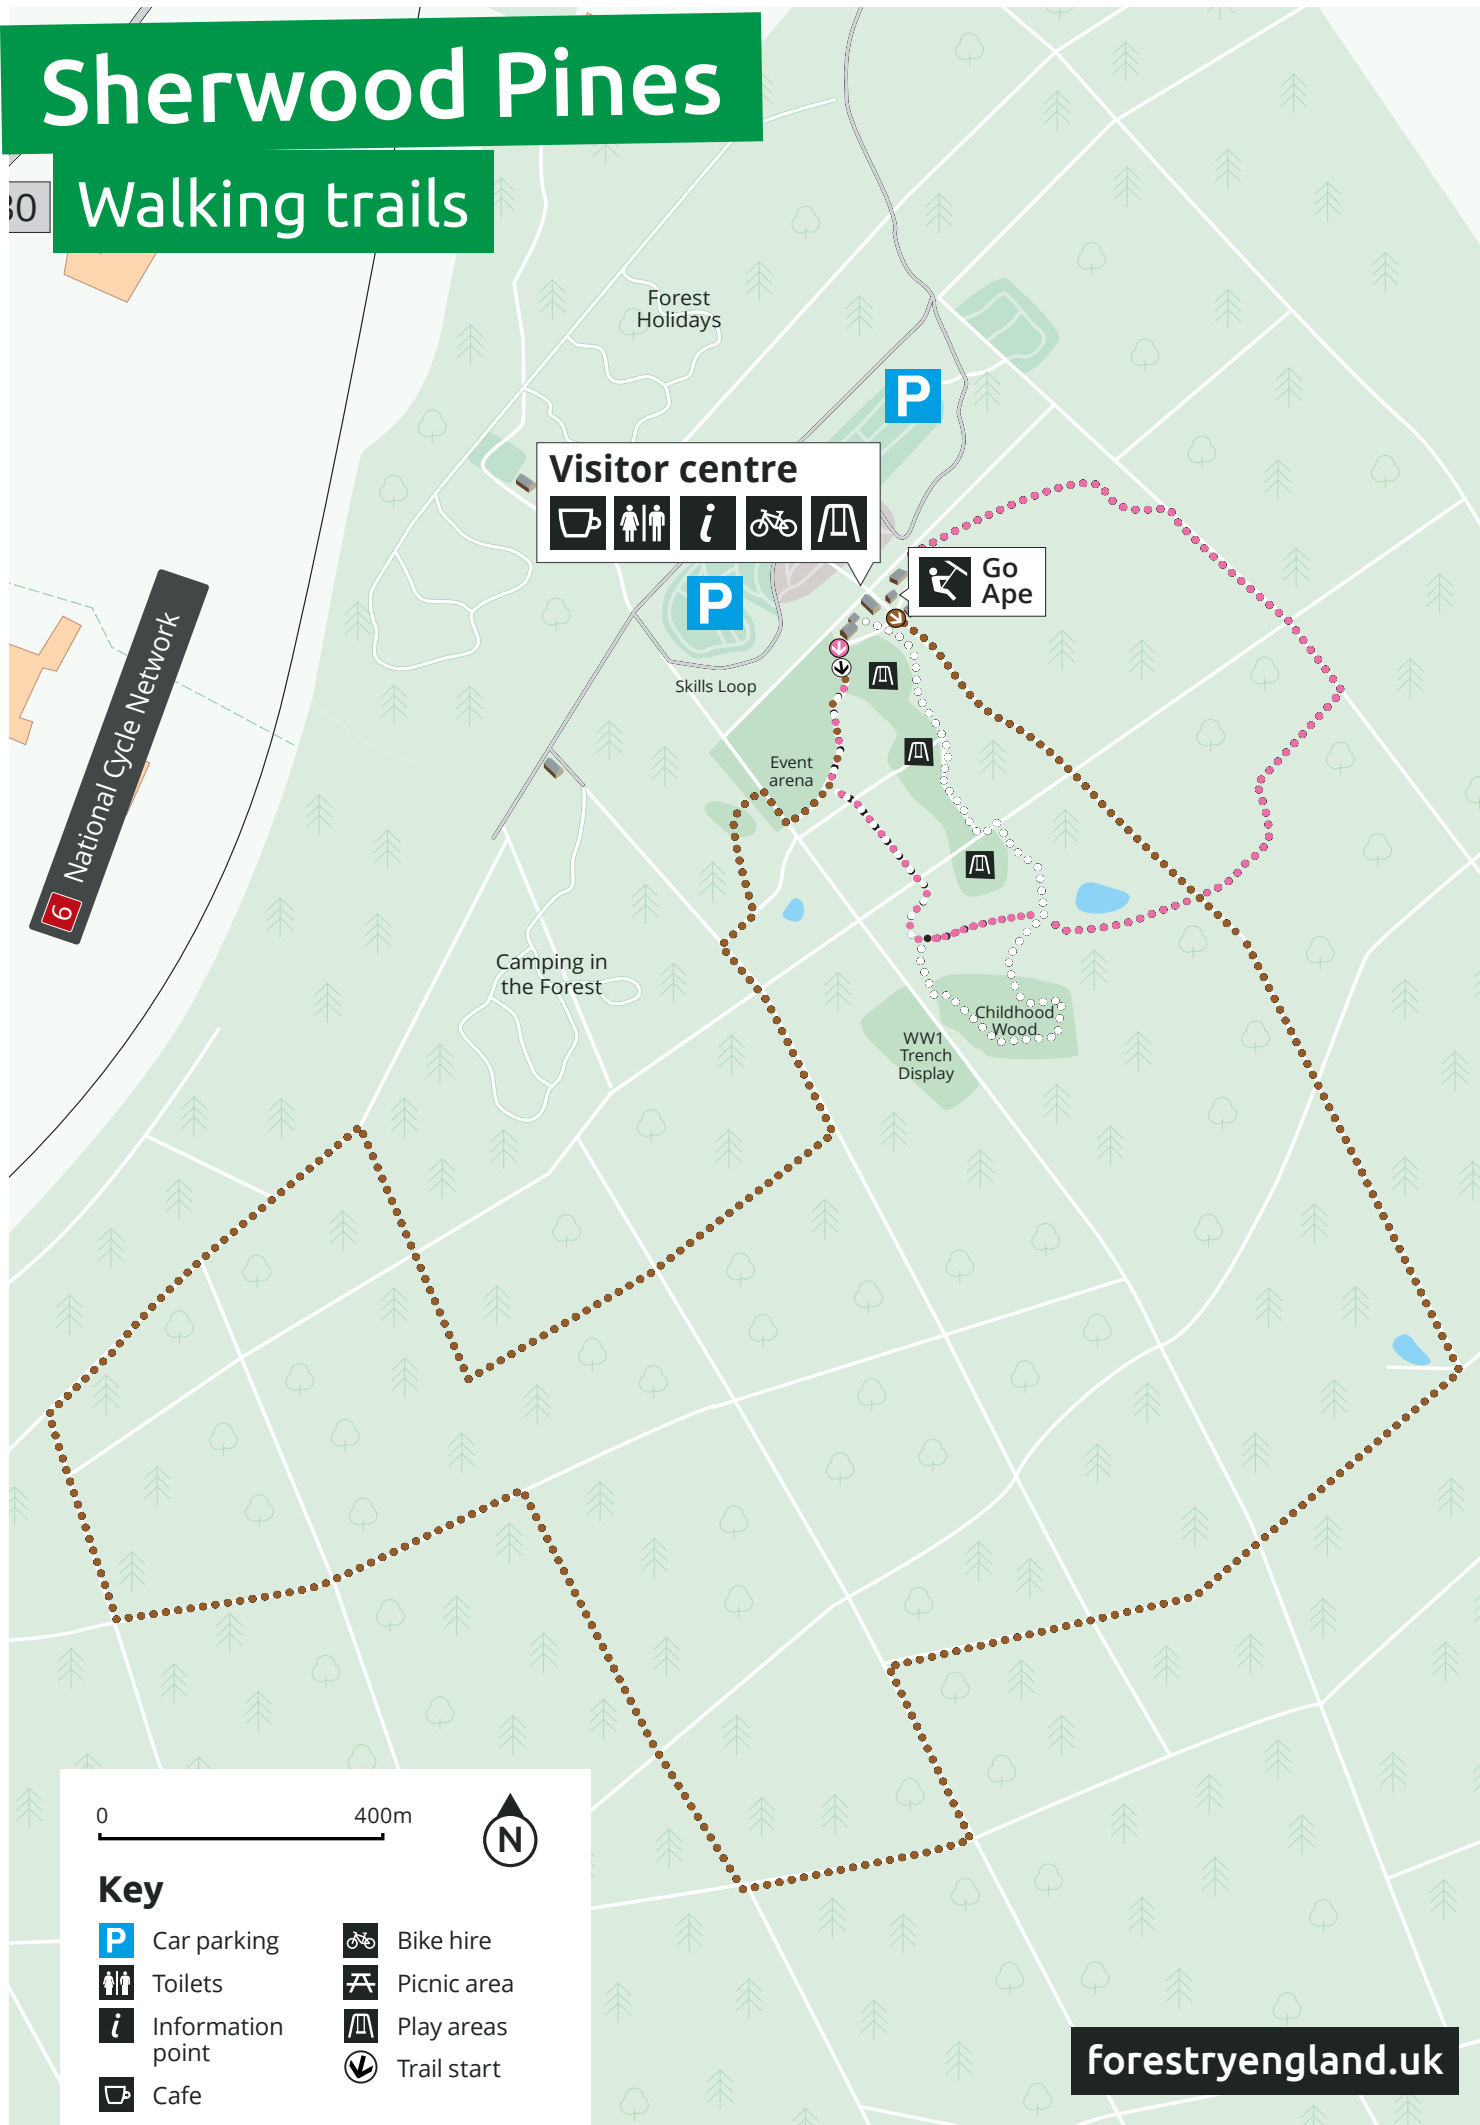 Sherwood Pines
Walking trails
Forest
Holidays
P
Visitor centre
i
Go
Ape
P
Skills Loop
Event
arena
6 National Cycle Network
Camping in
the Forest
Childhood
Wood
WW1
Trench
Display
0 400m
N
Key
P Car parking
Toilets
i Information
point
Cafe
Bike hire
Picnic area
Play areas
Trail start
forestryengland.uk